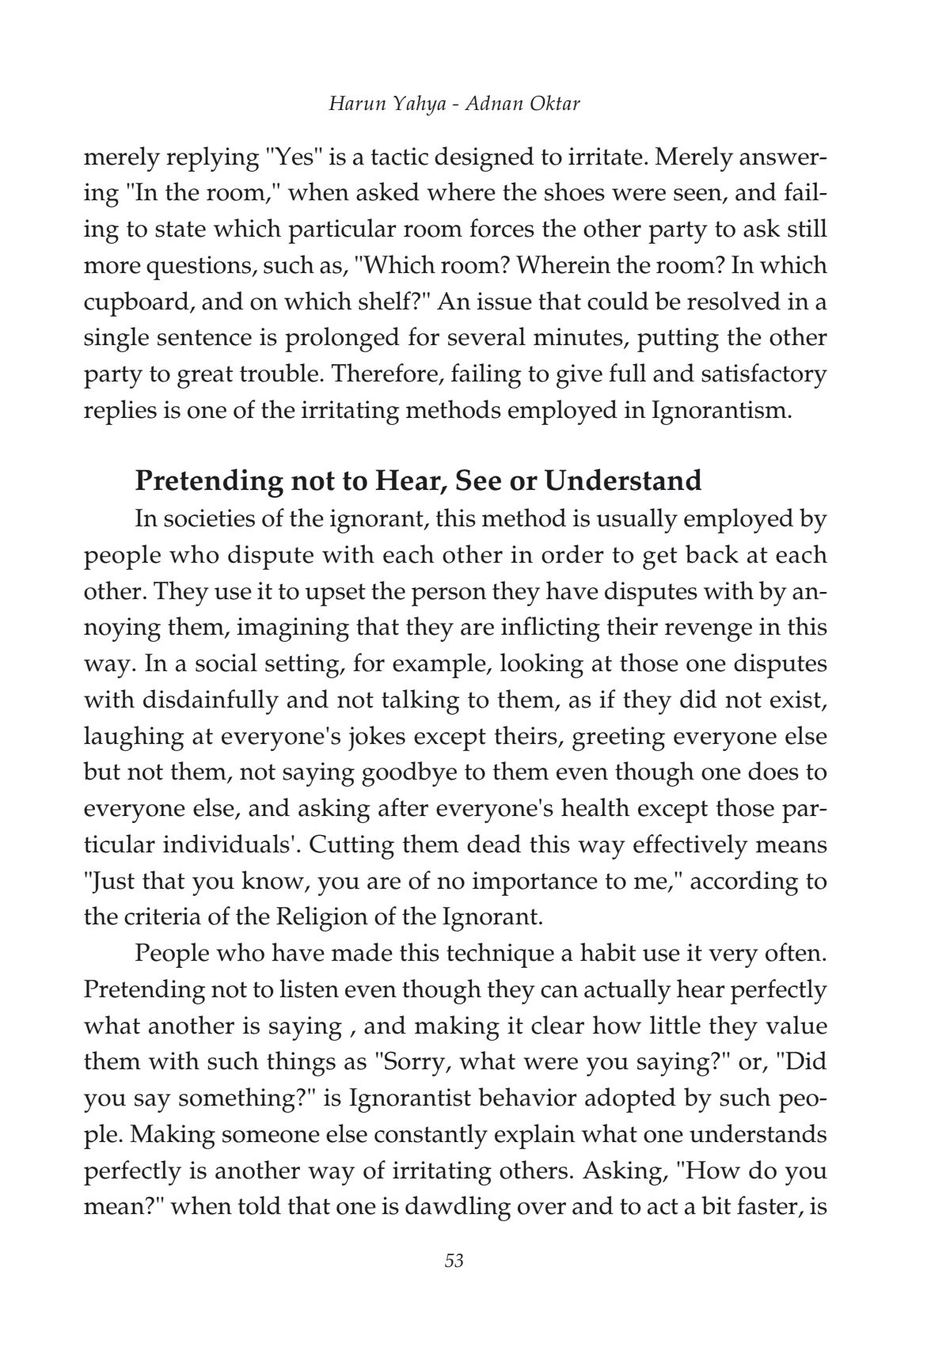 Harun Yahya - Adnan Oktar
merely replying "Yes" is a tactic designed to irritate. Merely answer-
ing "In the room," when asked where the shoes were seen, and fail-
ing to state which particular room forces the other party to ask still
more questions, such as, "Which room? Wherein the room? In which
cupboard, and on which shelf?" An issue that could be resolved in a
single sentence is prolonged for several minutes, putting the other
party to great trouble. Therefore, failing to give full and satisfactory
replies is one of the irritating methods employed in Ignorantism.
Pretending not to Hear, See or Understand
In societies of the ignorant, this method is usually employed by
people who dispute with each other in order to get back at each
other. They use it to upset the person they have disputes with by an-
noying them, imagining that they are inflicting their revenge in this
way. In a social setting, for example, looking at those one disputes
with disdainfully and not talking to them, as if they did not exist,
laughing at everyone's jokes except theirs, greeting everyone else
but not them, not saying goodbye to them even though one does to
everyone else, and asking after everyone's health except those par-
ticular individuals'. Cutting them dead this way effectively means
"Just that you know, you are of no importance to me," according to
the criteria of the Religion of the Ignorant.
People who have made this technique a habit use it very often.
Pretending not to listen even though they can actually hear perfectly
what another is saying , and making it clear how little they value
them with such things as "Sorry, what were you saying?" or, "Did
you say something?" is Ignorantist behavior adopted by such peo-
ple. Making someone else constantly explain what one understands
perfectly is another way of irritating others. Asking, "How do you
mean?" when told that one is dawdling over and to act a bit faster, is
53